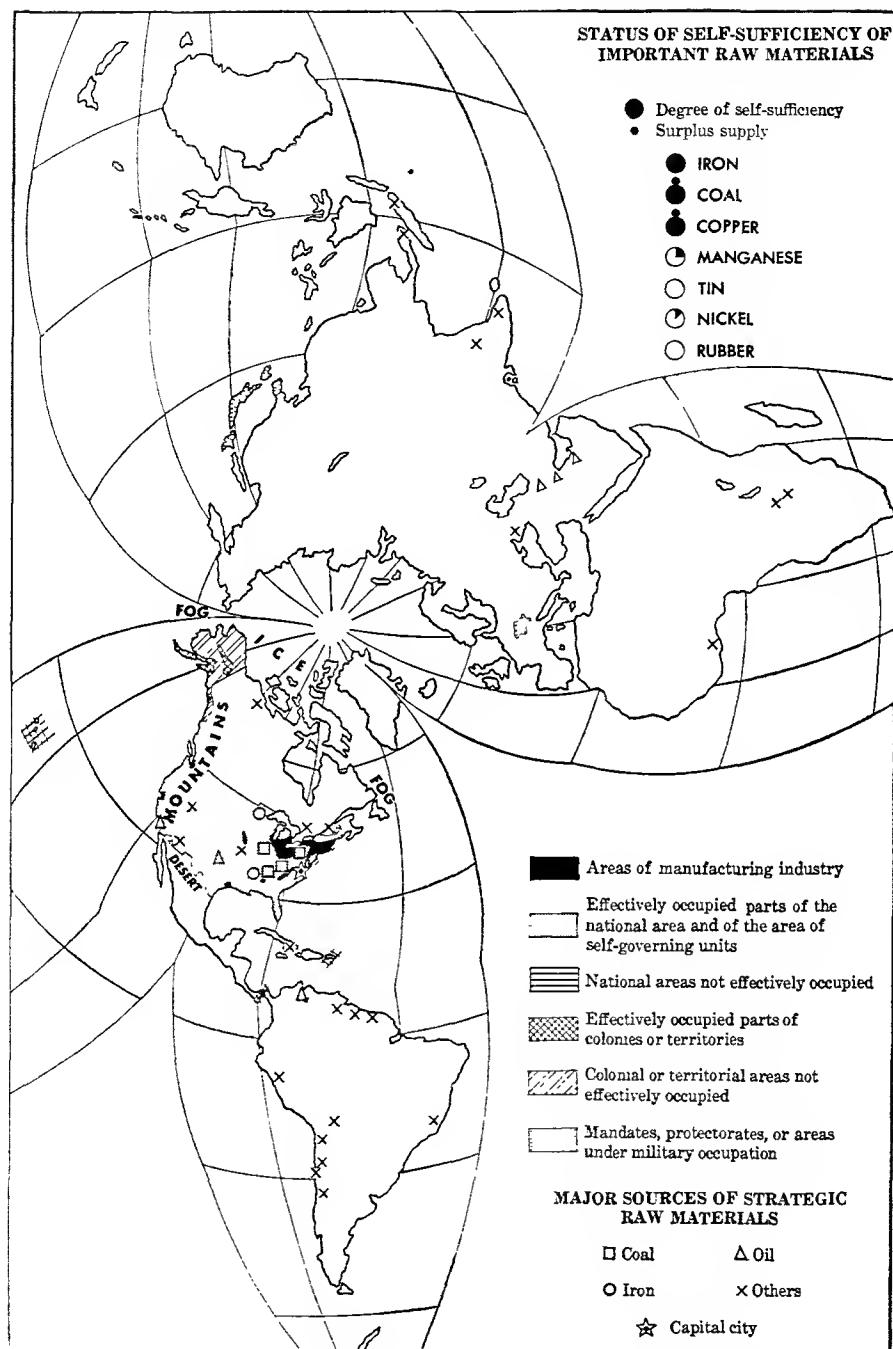 STATUS OF SELF-SUFFICIENCY OF
IMPORTANT RAW MATERIALS
Degree of self-sufficiency
Surplus supply
IRON
COAL
COPPER
MANGANESE
TIN
NICKEL
RUBBER
FOG
ICE
MOUNTAINS
FOG
DESERT
Areas of manufacturing industry
Effectively occupied parts of the
national area and of the area of
self-governing units
National areas not effectively occupied
Effectively occupied parts of
colonies or territories
Colonial or territorial areas not
effectively occupied
Mandates, protectorates, or areas
under military occupation
MAJOR SOURCES OF STRATEGIC
RAW MATERIALS
Coal
Oil
Iron
Others
Capital city